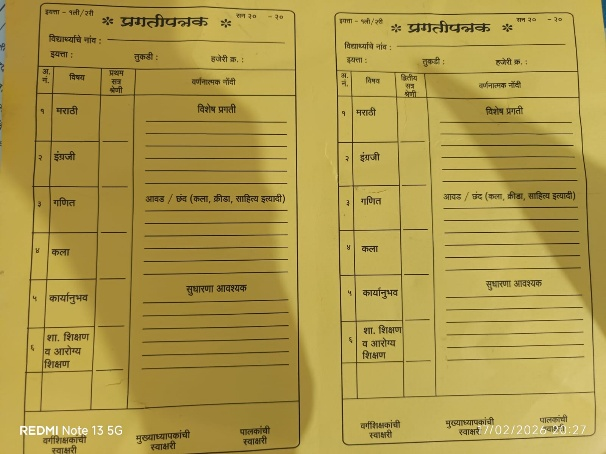 इयत्ता - १ली/२री
सन २० - २०
❇ प्रगतीपत्रक ❇
विद्यार्थ्याचे नांव :
इयत्ता : तुकडी : हजेरी क्र. :
अ. नं. विषय प्रथम सत्र श्रेणी वर्णनात्मक नोंदी
१ मराठी विशेष प्रगती
२ इंग्रजी
३ गणित आवड / छंद (कला, क्रीडा, साहित्य इत्यादी)
४ कला
५ कार्यानुभव सुधारणा आवश्यक
६ शा. शिक्षण
व आरोग्य
शिक्षण
वर्गशिक्षकांची स्वाक्षरी मुख्याध्यापकांची स्वाक्षरी पालकांची स्वाक्षरी
REDMI Note 13 5G
इयत्ता - १ली/२री
सन २० - २०
❇ प्रगतीपत्रक ❇
विद्यार्थ्याचे नांव :
इयत्ता : तुकडी : हजेरी क्र. :
अ. नं. विषय द्वितीय सत्र श्रेणी वर्णनात्मक नोंदी
१ मराठी विशेष प्रगती
२ इंग्रजी
३ गणित आवड / छंद (कला, क्रीडा, साहित्य इत्यादी)
४ कला
५ कार्यानुभव सुधारणा आवश्यक
६ शा. शिक्षण
व आरोग्य
शिक्षण
वर्गशिक्षकांची स्वाक्षरी मुख्याध्यापकांची स्वाक्षरी पालकांची स्वाक्षरी
7/02/2026 20:27